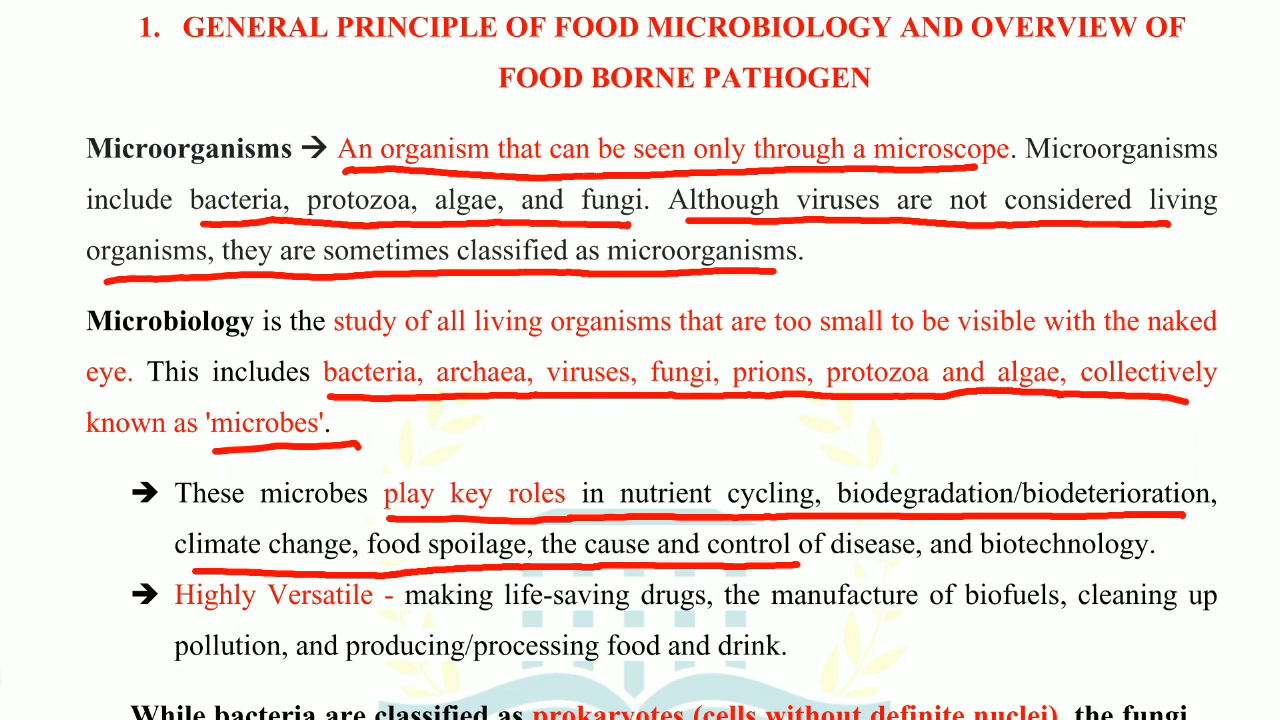 1. GENERAL PRINCIPLE OF FOOD MICROBIOLOGY AND OVERVIEW OF
FOOD BORNE PATHOGEN
Microorganisms → An organism that can be seen only through a microscope. Microorganisms
include bacteria, protozoa, algae, and fungi. Although viruses are not considered living
organisms, they are sometimes classified as microorganisms.
Microbiology is the study of all living organisms that are too small to be visible with the naked
eye. This includes bacteria, archaea, viruses, fungi, prions, protozoa and algae, collectively
known as 'microbes'.
→ These microbes play key roles in nutrient cycling, biodegradation/biodeterioration,
climate change, food spoilage, the cause and control of disease, and biotechnology.
→ Highly Versatile - making life-saving drugs, the manufacture of biofuels, cleaning up
pollution, and producing/processing food and drink.
While bacteria are classified as prokaryotes (cells without definite nuclei), the fungi,